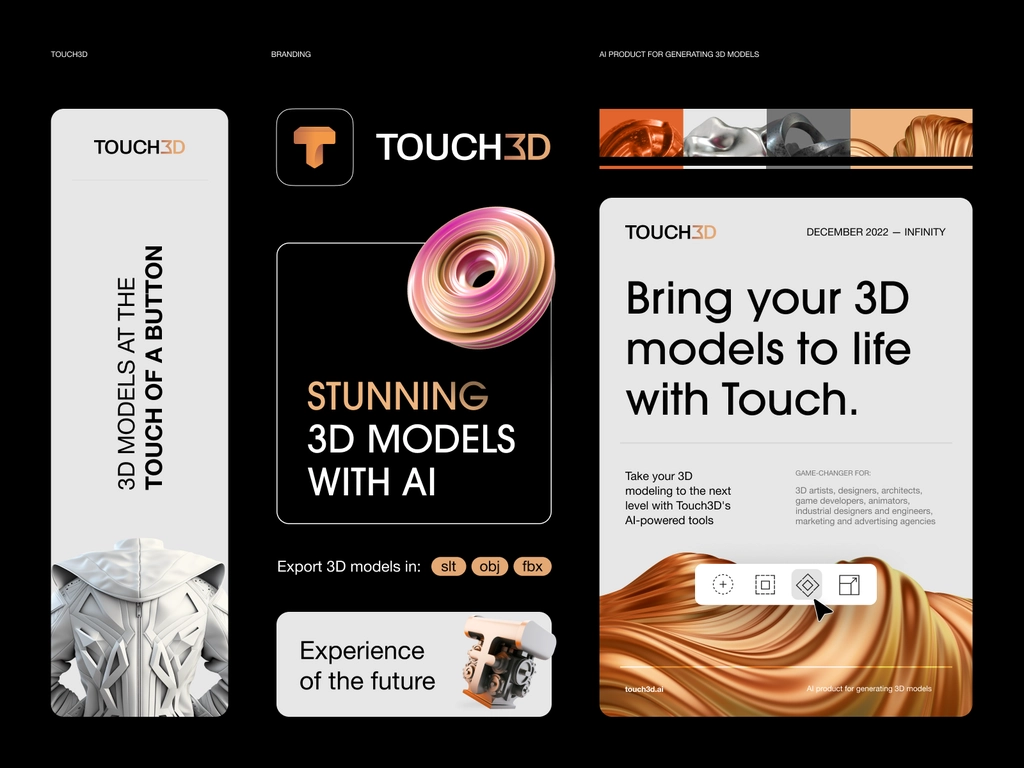 TOUCH3D
BRANDING
AI PRODUCT FOR GENERATING 3D MODELS
TOUCH3D
3D MODELS AT THE
TOUCH OF A BUTTON
TOUCH3D
STUNNING
3D MODELS
WITH AI
Export 3D models in:
slt
obj
fbx
Experience
of the future
TOUCH3D
DECEMBER 2022 — INFINITY
Bring your 3D
models to life
with Touch.
Take your 3D
modeling to the next
level with Touch3D's
AI-powered tools
GAME-CHANGER FOR:
3D artists, designers, architects,
game developers, animators,
industrial designers and engineers,
marketing and advertising agencies
touch3d.ai
AI product for generating 3D models